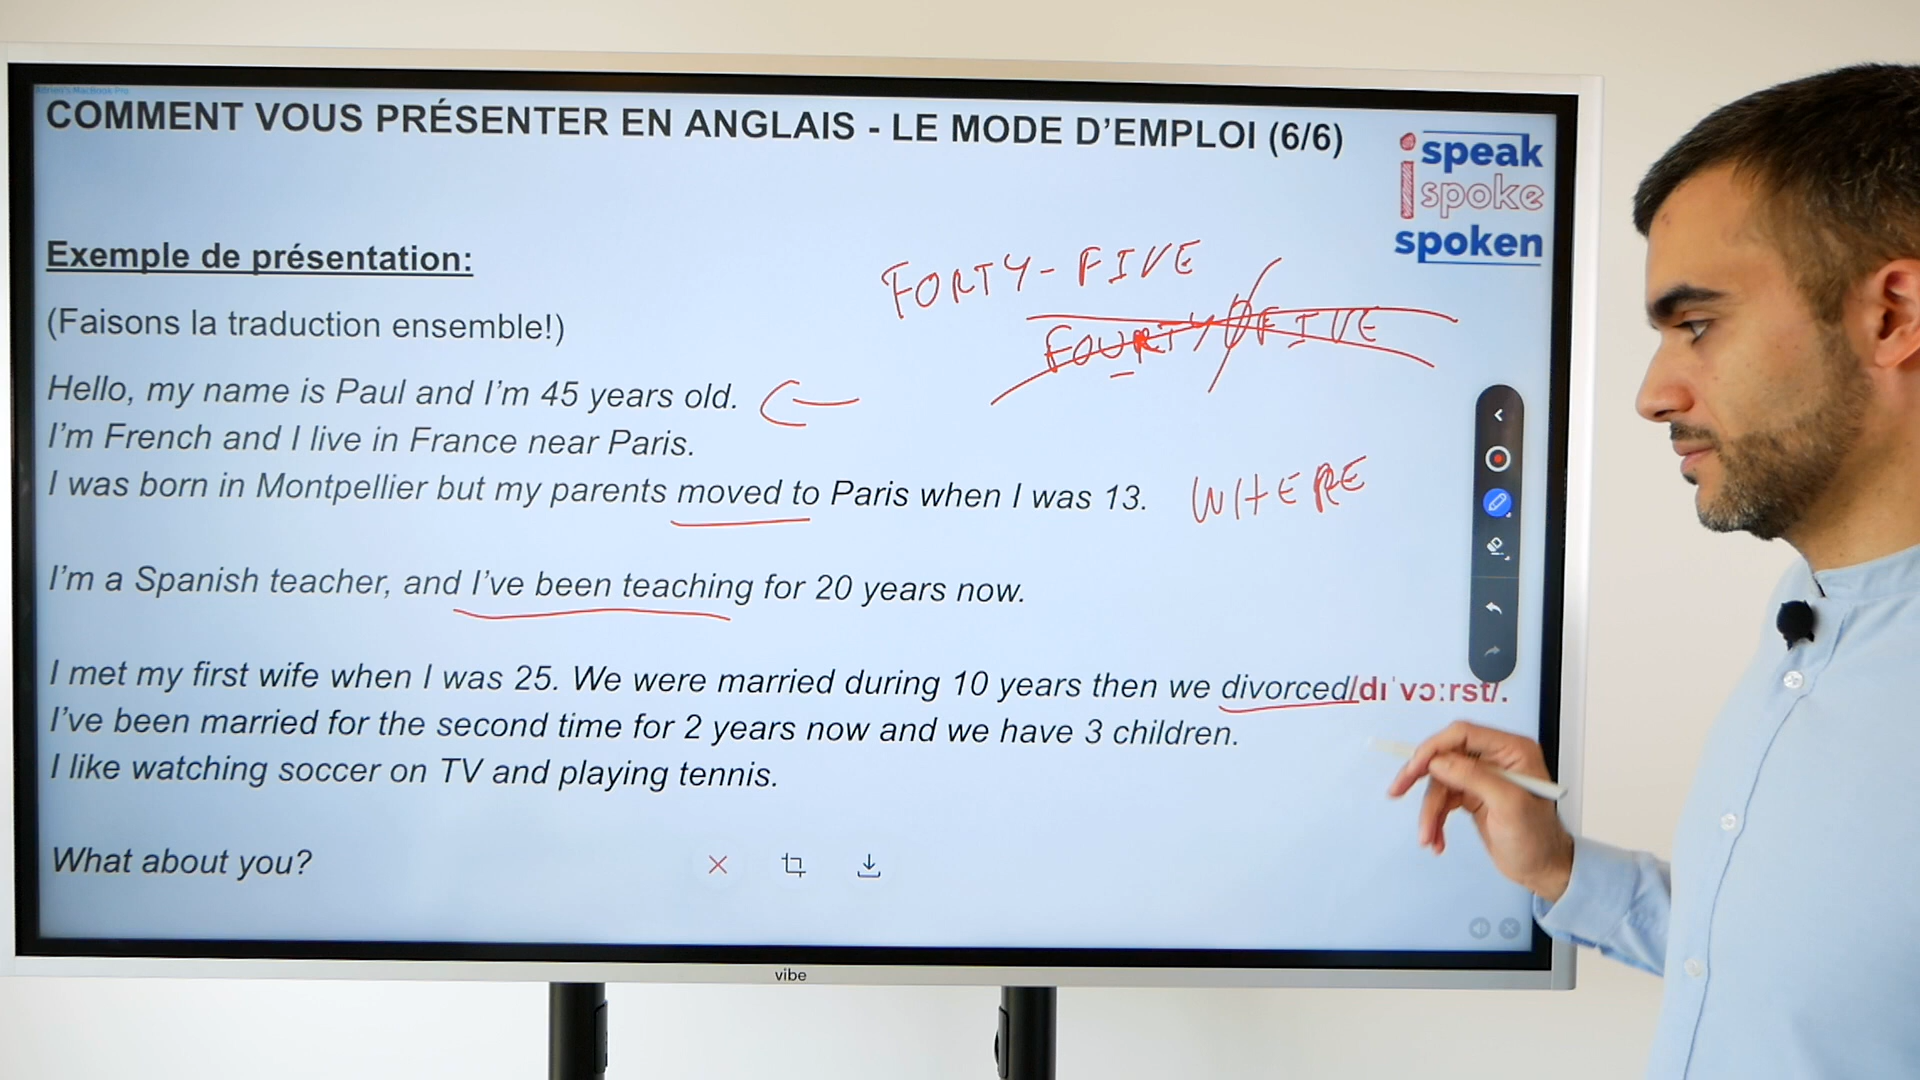 Adrien's MacBook Pro
COMMENT VOUS PRÉSENTER EN ANGLAIS - LE MODE D'EMPLOI (6/6)
i speak
i spoke
spoken
Exemple de présentation:
FORTY-FIVE
(Faisons la traduction ensemble!)
FOURTY FIVE
Hello, my name is Paul and I'm 45 years old.
I'm French and I live in France near Paris.
I was born in Montpellier but my parents moved to Paris when I was 13.
WHERE
I'm a Spanish teacher, and I've been teaching for 20 years now.
I met my first wife when I was 25. We were married during 10 years then we divorced/dɪˈvɔːrst/.
I've been married for the second time for 2 years now and we have 3 children.
I like watching soccer on TV and playing tennis.
What about you?
vibe